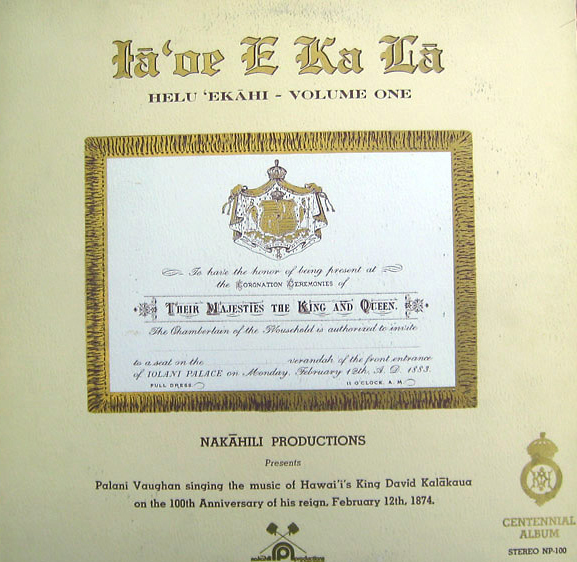 Iā‘oe E Ka Lā
HELU ‘EKĀHI - VOLUME ONE
To have the honor of being present at
the CORONATION CEREMONIES of
THEIR MAJESTIES THE KING AND QUEEN.
The Chamberlain of the Household is authorized to invite
to a seat on the verandah of the front entrance
of IOLANI PALACE on Monday, February 12th, A. D. 1883.
FULL DRESS. 11 O'CLOCK, A. M.
NAKĀHILI PRODUCTIONS
Presents
Palani Vaughan singing the music of Hawai'i's King David Kalākaua
on the 100th Anniversary of his reign, February 12th, 1874.
CENTENNIAL
ALBUM
STEREO NP-100
nakāhili productions